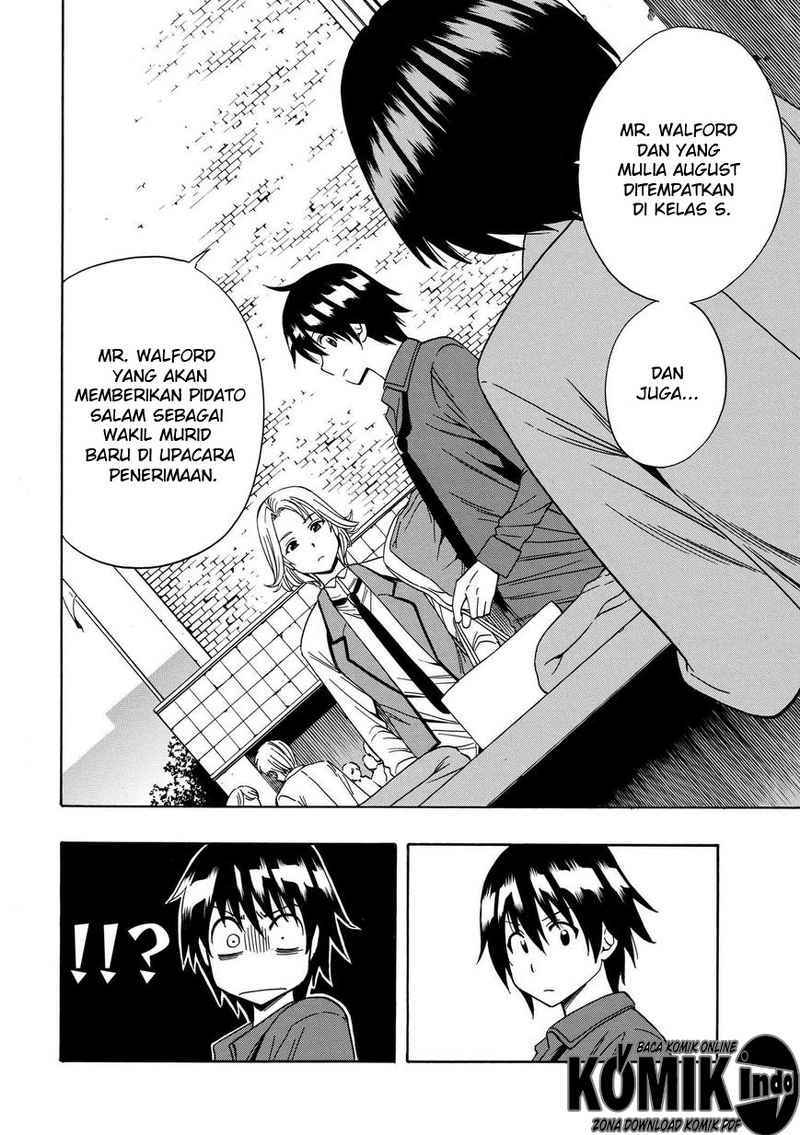 MR. WALFORD
DAN YANG
MULIA AUGUST
DITEMPATKAN
DI KELAS S.
DAN
JUGA...
MR. WALFORD
YANG AKAN
MEMBERIKAN PIDATO
SALAM SEBAGAI
WAKIL MURID
BARU DI UPACARA
PENERIMAAN.
!!?
BACA KOMIK ONLINE
KOMIK indo
ZONA DOWNLOAD KOMIK PDF